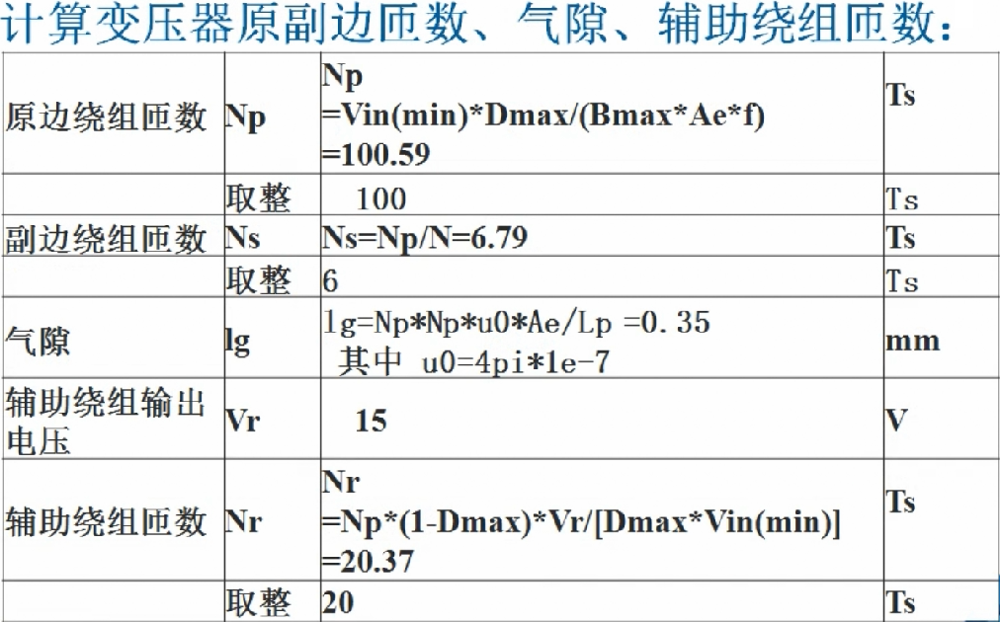 计算变压器原副边匝数、气隙、辅助绕组匝数：
原边绕组匝数 Np Np Ts
=Vin(min)*Dmax/(Bmax*Ae*f)
=100.59
取整 100 Ts
副边绕组匝数 Ns Ns=Np/N=6.79 Ts
取整 6 Ts
气隙 lg lg=Np*Np*u0*Ae/Lp =0.35 mm
其中 u0=4pi*1e-7
辅助绕组输出
电压 Vr 15 V
辅助绕组匝数 Nr Nr Ts
=Np*(1-Dmax)*Vr/[Dmax*Vin(min)]
=20.37
取整 20 Ts